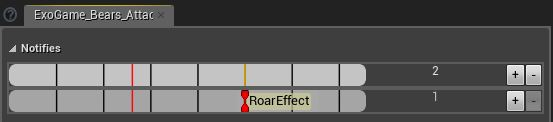 ExoGame_Bears_Attac
Notifies
2
+ -
RoarEffect
1
+ -